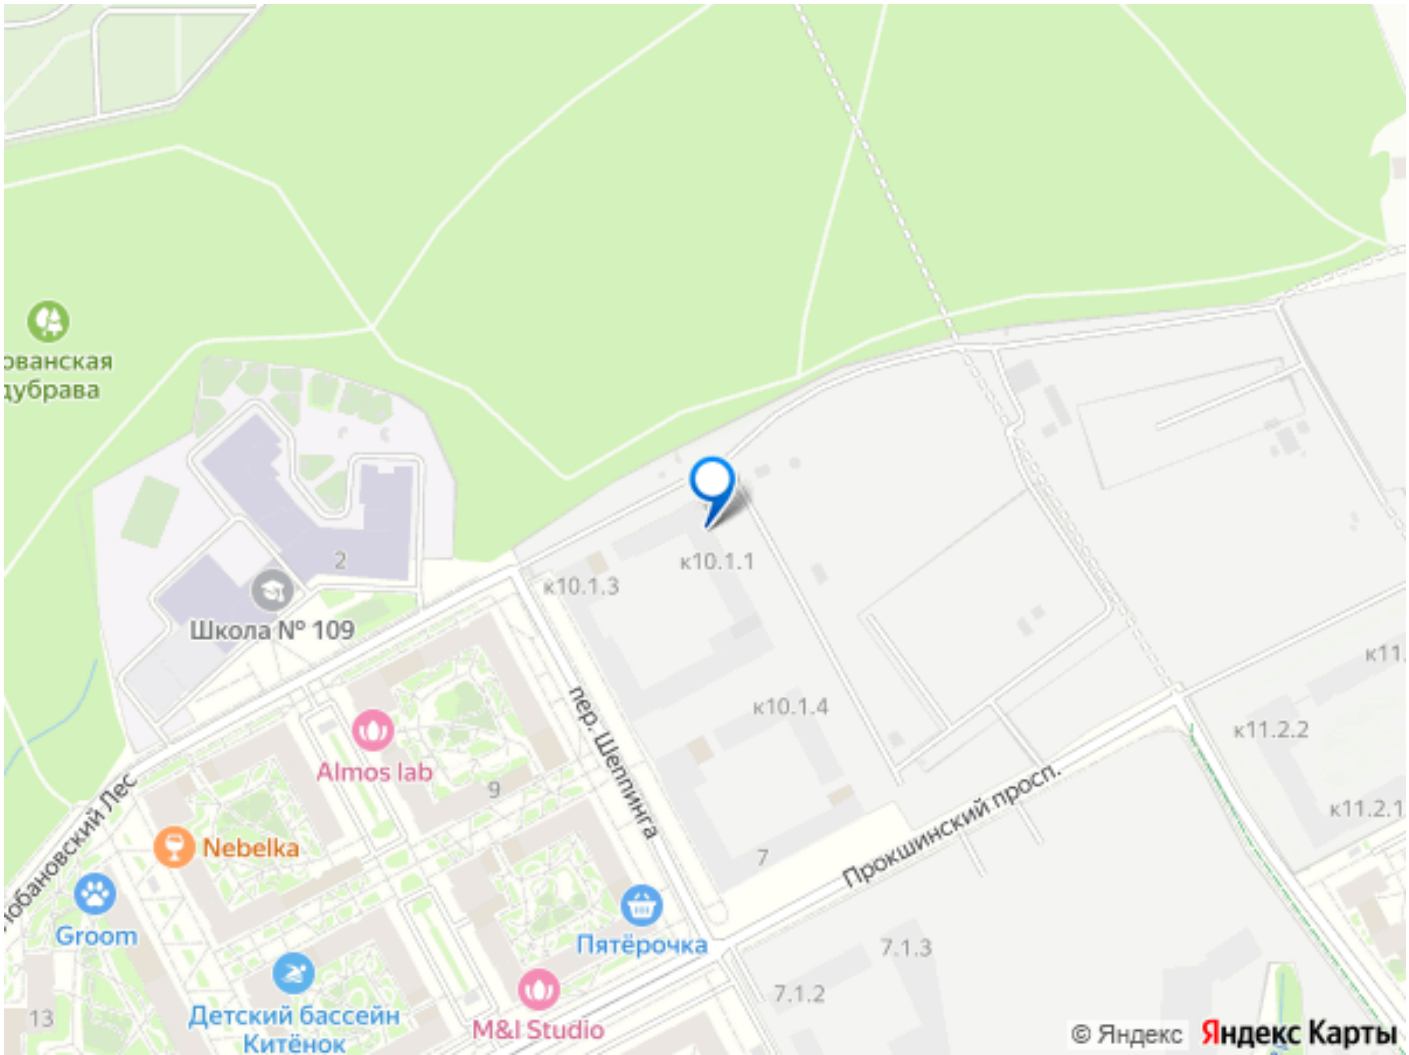 ованская
дубрава
2
Школа № 109
к10.1.3
к10.1.1
к10.1.4
к11.
к11.2.2
к11.2.1
пер. Шеппинга
Almos lab
9
Nebelka
Лобановский Лес
Groom
7
Прокшинский просп.
Пятёрочка
7.1.3
7.1.2
Детский бассейн
Китёнок
M&I Studio
13
© Яндекс Яндекс Карты